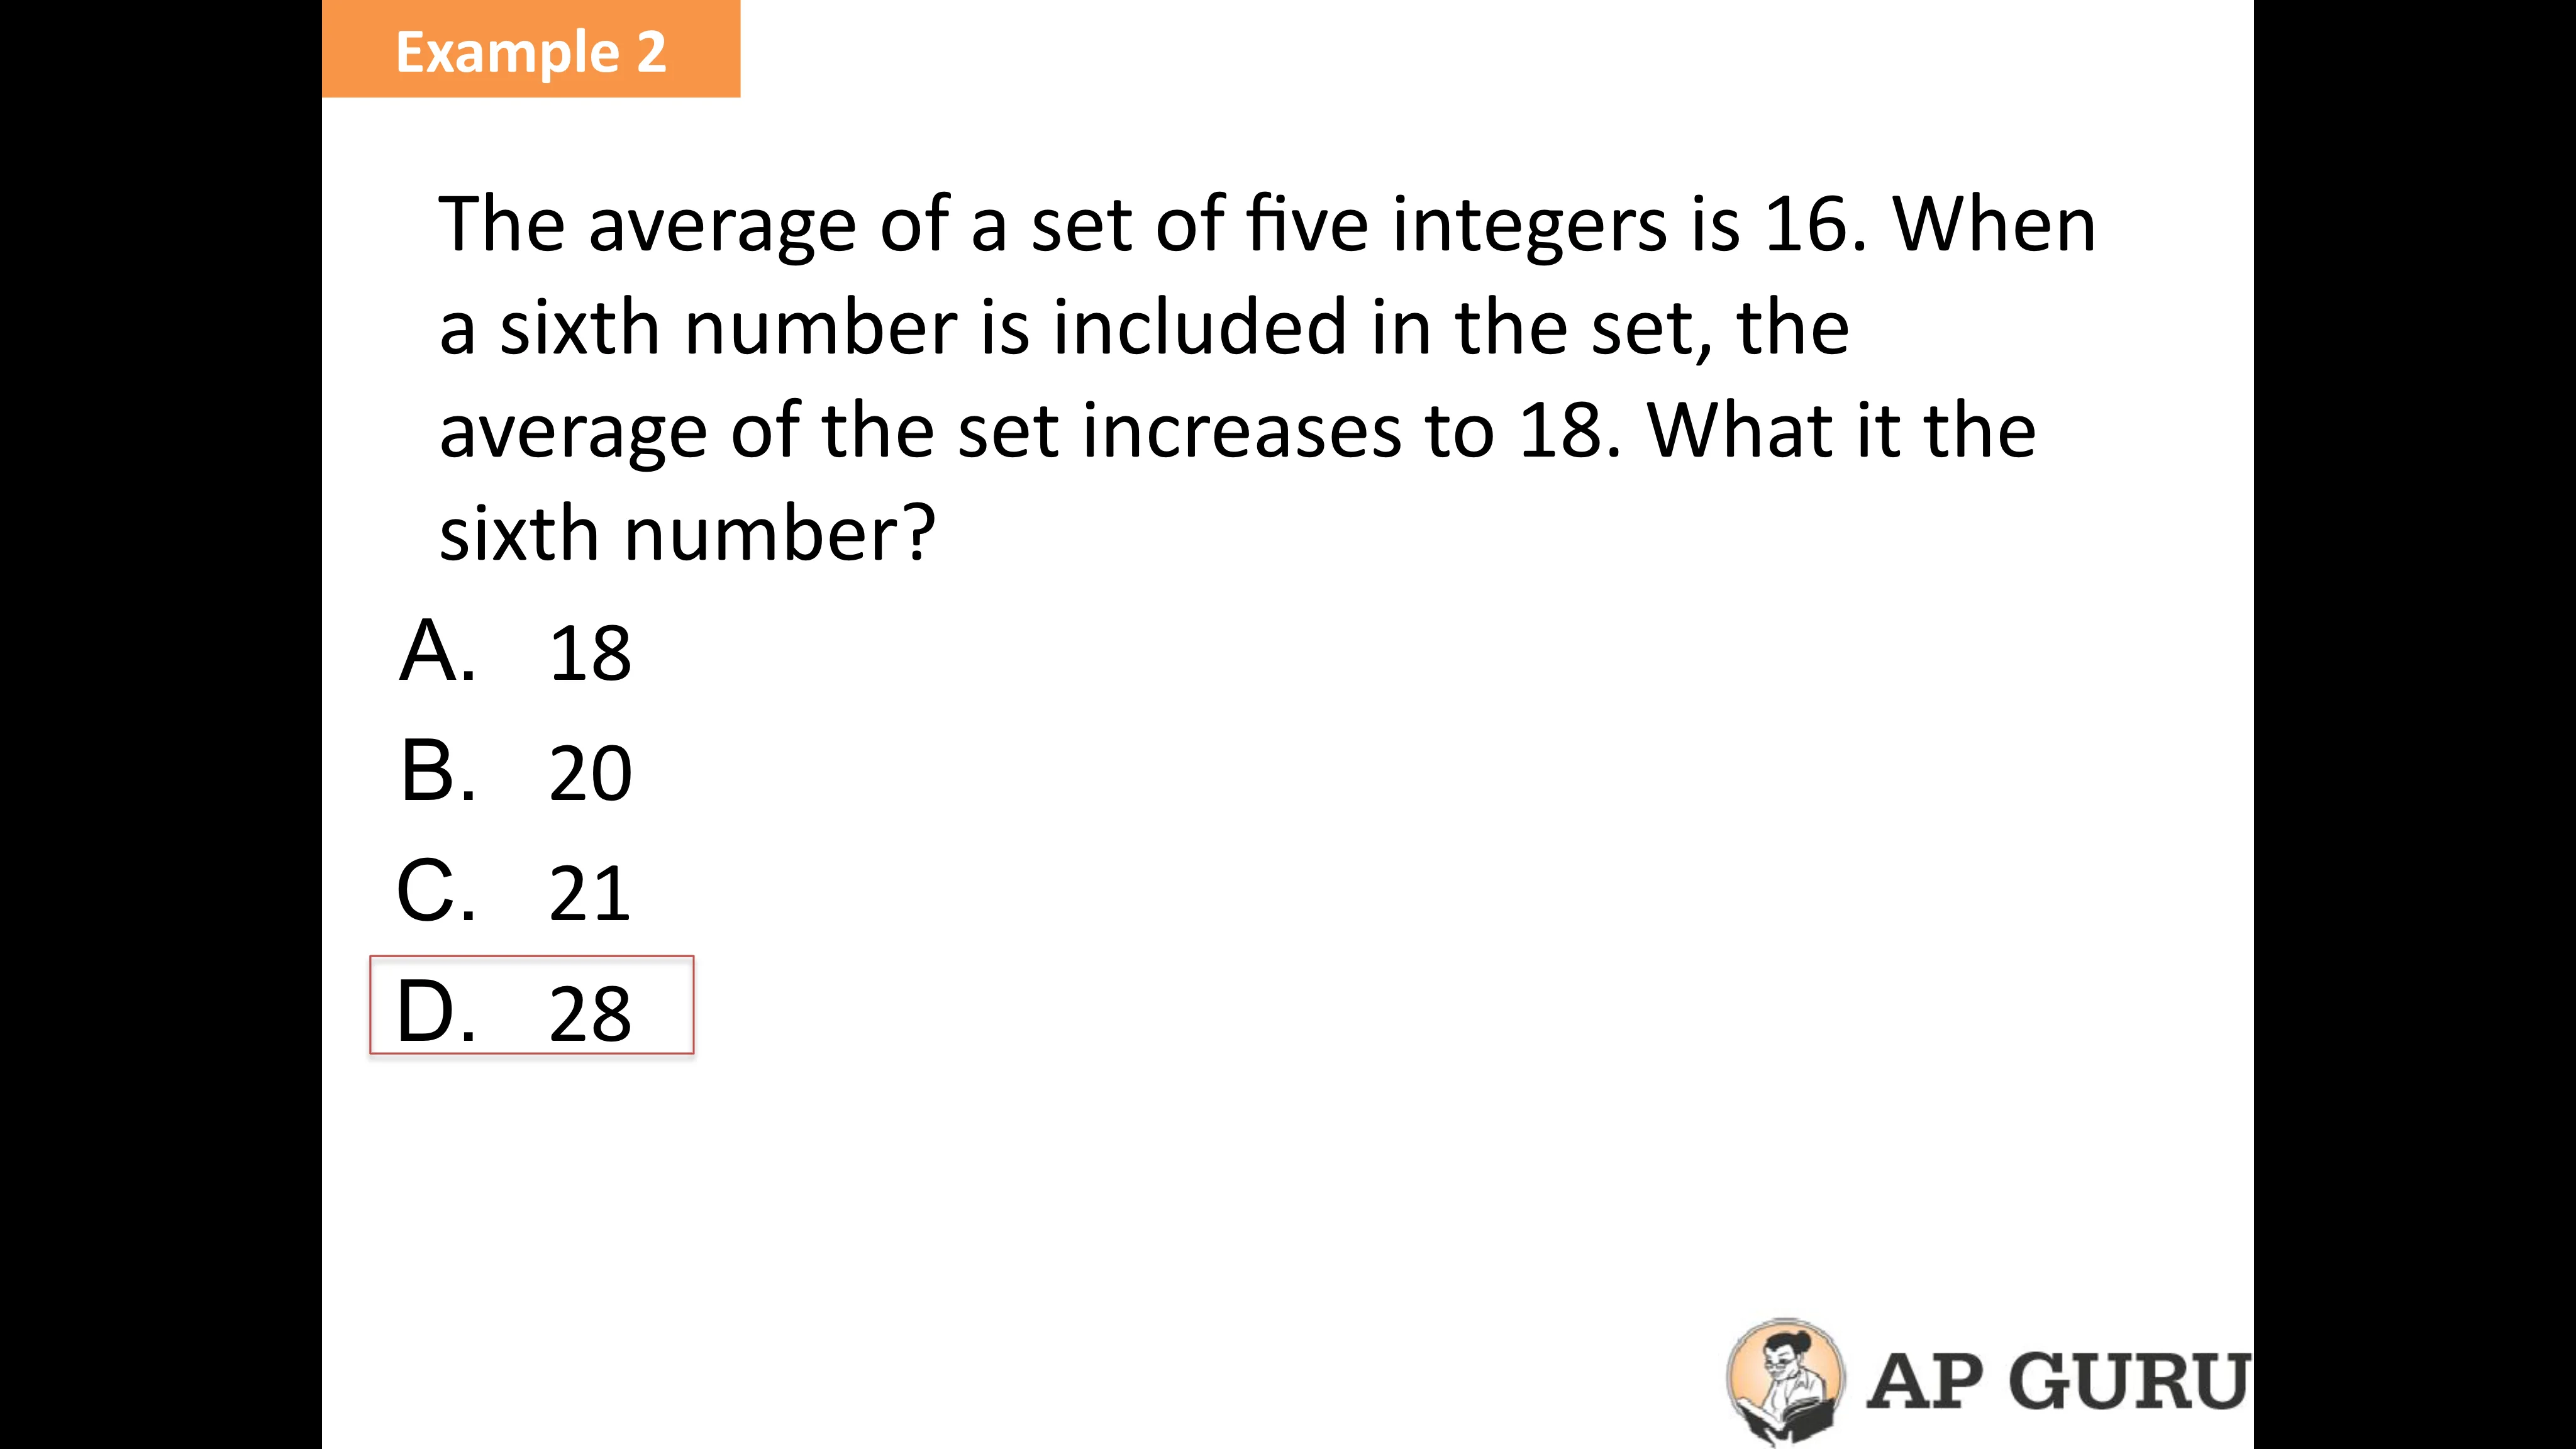 Example 2
The average of a set of five integers is 16. When
a sixth number is included in the set, the
average of the set increases to 18. What it the
sixth number?
A. 18
B. 20
C. 21
D. 28
AP GURU